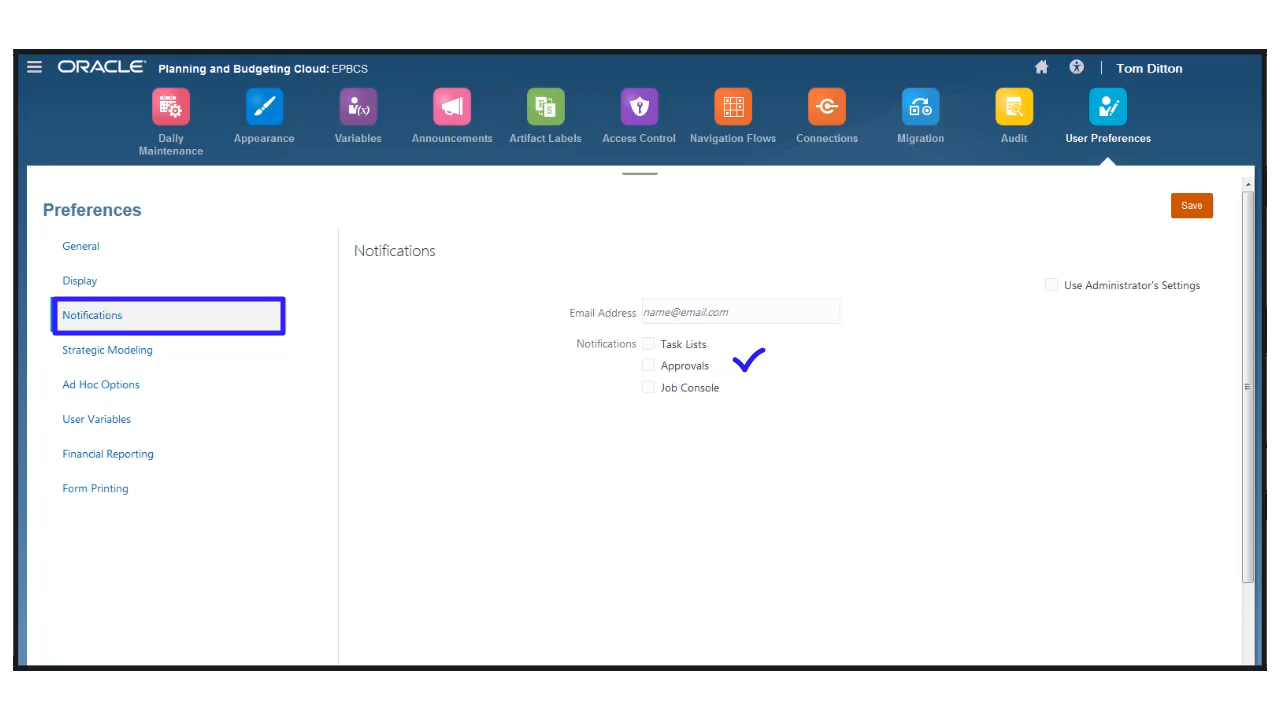 ORACLE Planning and Budgeting Cloud: EPBCS
Tom Ditton
Daily
Maintenance
Appearance
Variables
Announcements
Artifact Labels
Access Control
Navigation Flows
Connections
Migration
Audit
User Preferences
Preferences
Save
General
Display
Notifications
Strategic Modeling
Ad Hoc Options
User Variables
Financial Reporting
Form Printing
Notifications
Use Administrator's Settings
Email Address name@email.com
Notifications Task Lists
Approvals
Job Console